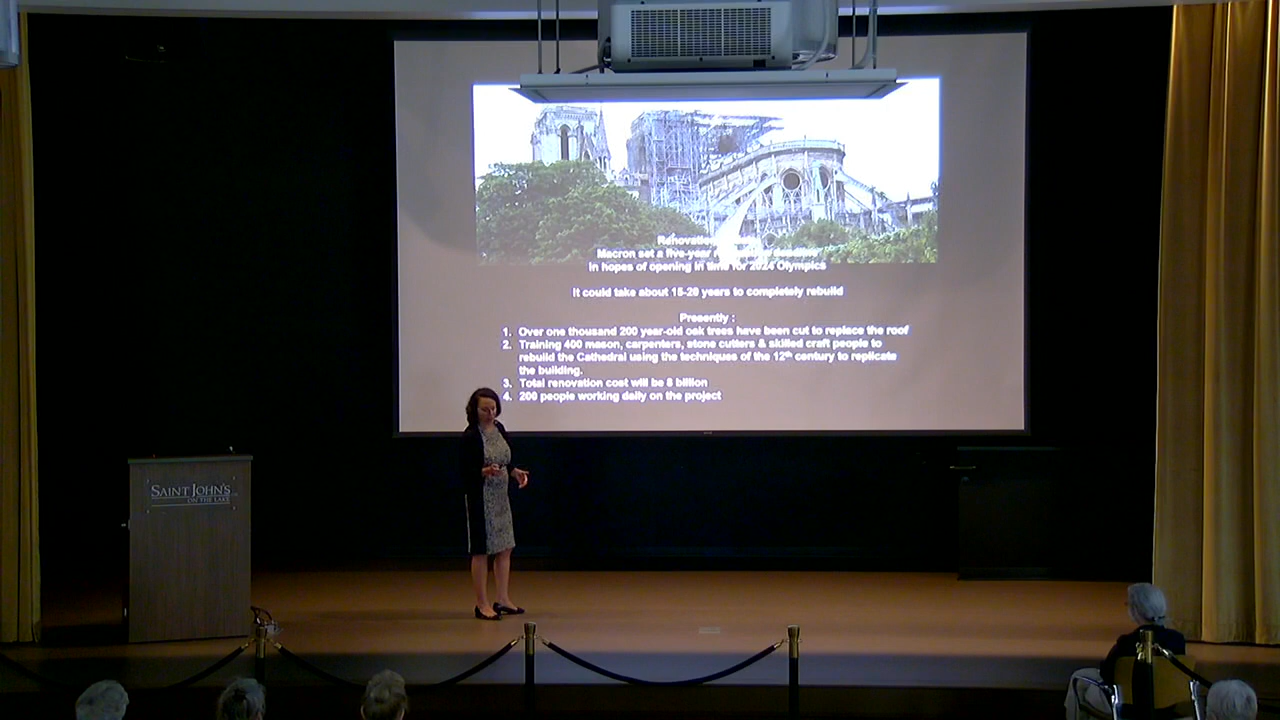 Renovation
Macron set a five-year
in hopes of opening in time for 2024 Olympics
It could take about 15-20 years to completely rebuild
Presently :
1. Over one thousand 200 year-old oak trees have been cut to replace the roof
2. Training 400 mason, carpenters, stone cutters & skilled craft people to
rebuild the Cathedral using the techniques of the 12th century to replicate
the building.
3. Total renovation cost will be 8 billion
4. 200 people working daily on the project
SAINT JOHN'S
ON THE LAKE